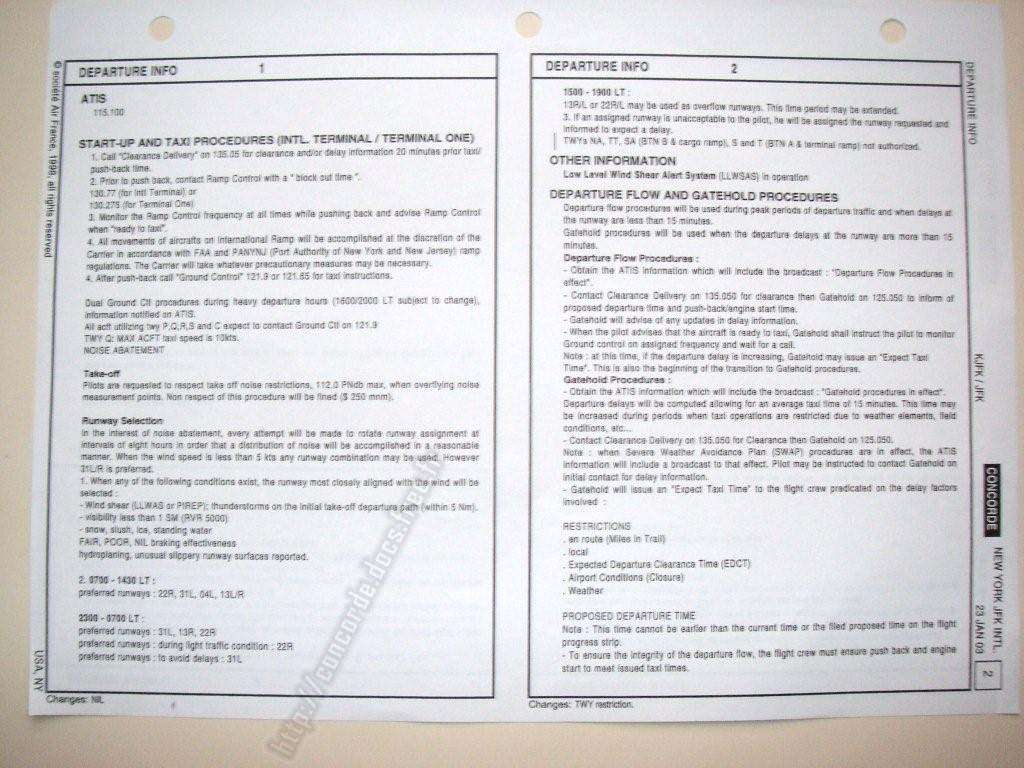 DEPARTURE INFO 1
ATIS
115.100
START-UP AND TAXI PROCEDURES (INTL. TERMINAL / TERMINAL ONE)
1. Call "Clearance Delivery" on 135.05 for clearance and/or delay information 20 minutes prior taxi/
push-back time.
2. Prior to push back, contact Ramp Control with a " block out time ".
130.77 (for Intl Terminal) or
130.275 (for Terminal One)
3. Monitor the Ramp Control frequency at all times while pushing back and advise Ramp Control
when "ready to taxi".
4. All movements of aircrafts on International Ramp will be accomplished at the discretion of the
Carrier in accordance with FAA and PANYNJ (Port Authority of New York and New Jersey) ramp
regulations. The Carrier will take whatever precautionary measures may be necessary.
4. After push-back call "Ground Control" 121.9 or 121.65 for taxi instructions.
Dual Ground Ctl procedures during heavy departure hours (1600/2000 LT subject to change),
information notified on ATIS.
All acft utilizing twy P,Q,R,S and C expect to contact Ground Ctl on 121.9
TWY Q: MAX ACFT taxi speed is 10kts.
NOISE ABATEMENT
Take-off
Pilots are requested to respect take off noise restrictions, 112.0 PNdb max, when overflying noise
measurement points. Non respect of this procedure will be fined ($ 250 mnm).
Runway Selection
In the interest of noise abatement, every attempt will be made to rotate runway assignment at
intervals of eight hours in order that a distribution of noise will be accomplished in a reasonable
manner. When the wind speed is less than 5 kts any runway combination may be used. However
31L/R is preferred.
1. When any of the following conditions exist, the runway most closely aligned with the wind will be
selected :
- Wind shear (LLWAS or PIREP); thunderstorms on the initial take-off departure path (within 5 Nm).
- visibility less than 1 SM (RVR 5000)
- snow, slush, ice, standing water
FAIR, POOR, NIL braking effectiveness
hydroplaning, unusual slippery runway surfaces reported.
2. 0700 - 1430 LT :
preferred runways : 22R, 31L, 04L, 13L/R
2300 - 0700 LT :
preferred runways : 31L, 13R, 22R
preferred runways : during light traffic condition : 22R
preferred runways : to avoid delays : 31L
Changes: NIL
© société Air France, 1998, all rights reserved
USA, NY
DEPARTURE INFO 2
1500 - 1900 LT :
13R/L or 22R/L may be used as overflow runways. This time period may be extended.
3. If an assigned runway is unacceptable to the pilot, he will be assigned the runway requested and
informed to expect a delay.
TWYs NA, TT, SA (BTN B & cargo ramp), S and T (BTN A & terminal ramp) not authorized.
OTHER INFORMATION
Low Level Wind Shear Alert System (LLWSAS) in operation
DEPARTURE FLOW AND GATEHOLD PROCEDURES
Departure flow procedures will be used during peak periods of departure traffic and when delays at
the runway are less than 15 minutes.
Gatehold procedures will be used when the departure delays at the runway are more than 15
minutes.
Departure Flow Procedures :
- Obtain the ATIS information which will include the broadcast : "Departure Flow Procedures in
effect".
- Contact Clearance Delivery on 135.050 for clearance then Gatehold on 125.050 to inform of
proposed departure time and push-back/engine start time.
- Gatehold will advise of any updates in delay information.
- When the pilot advises that the aircraft is ready to taxi, Gatehold shall instruct the pilot to monitor
Ground control on assigned frequency and wait for a call.
Note : at this time, if the departure delay is increasing, Gatehold may issue an "Expect Taxi
Time". This is also the beginning of the transition to Gatehold procedures.
Gatehold Procedures :
- Obtain the ATIS information which will include the broadcast : "Gatehold procedures in effect".
Departure delays will be computed allowing for an average taxi time of 15 minutes. This time may
be increased during periods when taxi operations are restricted due to weather elements, field
conditions, etc...
- Contact Clearance Delivery on 135.050 for Clearance then Gatehold on 125.050.
Note : when Severe Weather Avoidance Plan (SWAP) procedures are in effect, the ATIS
information will include a broadcast to that effect. Pilot may be instructed to contact Gatehold on
initial contact for delay information.
- Gatehold will issue an "Expect Taxi Time" to the flight crew predicated on the delay factors
involved :
RESTRICTIONS
. en route (Miles in Trail)
. local
. Expected Departure Clearance Time (EDCT)
. Airport Conditions (Closure)
. Weather
PROPOSED DEPARTURE TIME
Note : This time cannot be earlier than the current time or the filed proposed time on the flight
progress strip.
- To ensure the integrity of the departure flow, the flight crew must ensure push back and engine
start to meet issued taxi times.
Changes: TWY restriction.
DEPARTURE INFO
KJFK / JFK
CONCORDE
NEW YORK JFK INTL.
23 JAN 03
2
http://concorde.docs.free.fr